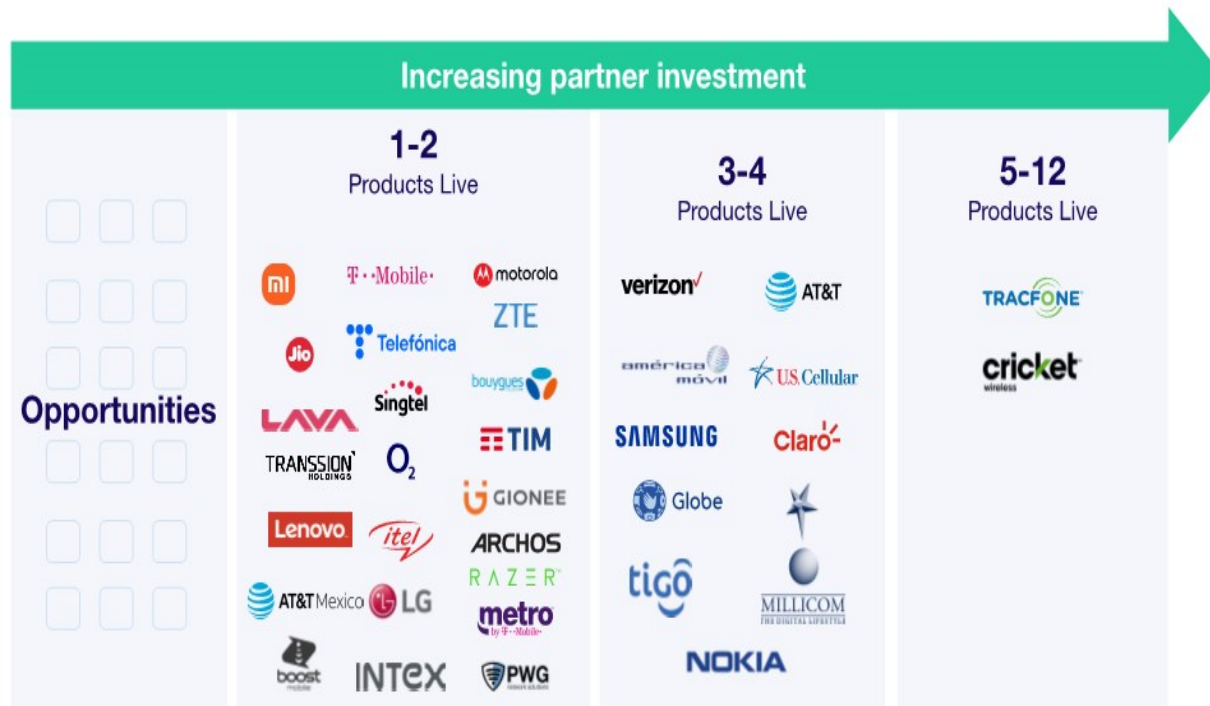 Increasing partner investment
Opportunities
1-2
Products Live
mi
T··Mobile·
motorola
ZTE
Jio
Telefónica
bouygues
Singtel
LAVA
TIM
TRANSSION
HOLDINGS
O2
GIONEE
Lenovo
itel
ARCHOS
RAZER
AT&T Mexico
LG
metro
by T··Mobile·
boost
mobile
INTEX
PWG
network solutions
3-4
Products Live
verizon
AT&T
américa
móvil
U.S. Cellular
SAMSUNG
Claro
Globe
tigo
MILLICOM
THE DIGITAL LIFESTYLE
NOKIA
5-12
Products Live
TRACFONE
cricket
wireless